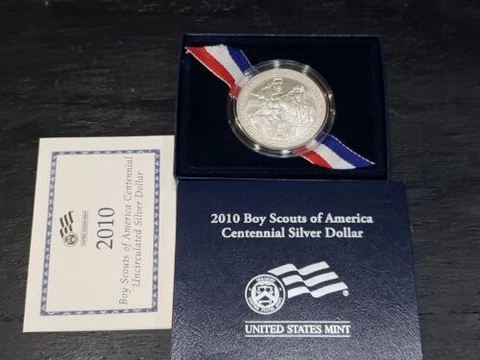 2010
Boy Scouts of America Centennial
Uncirculated Silver Dollar
2010 Boy Scouts of America
Centennial Silver Dollar
UNITED STATES MINT